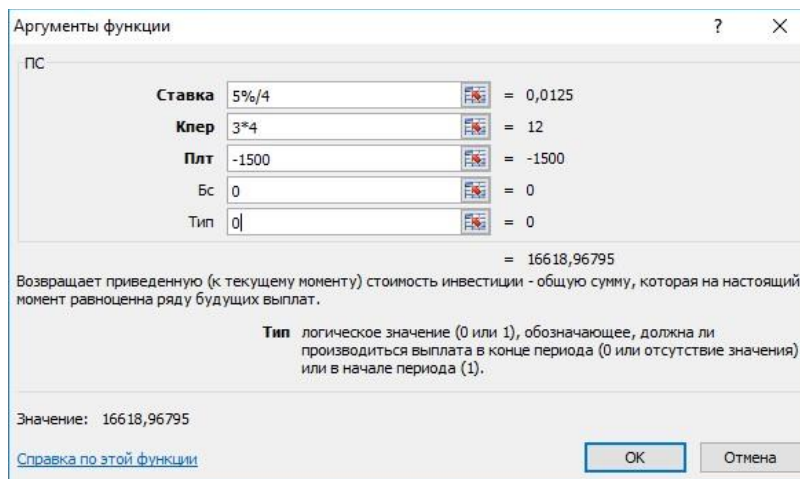 Аргументы функции ? X
ПС
Ставка 5%/4 = 0,0125
Кпер 3*4 = 12
Плт -1500 = -1500
Бс 0 = 0
Тип 0 = 0
= 16618,96795
Возвращает приведенную (к текущему моменту) стоимость инвестиции - общую сумму, которая на настоящий
момент равноценна ряду будущих выплат.
Тип логическое значение (0 или 1), обозначающее, должна ли
производиться выплата в конце периода (0 или отсутствие значения)
или в начале периода (1).
Значение: 16618,96795
Справка по этой функции ОК Отмена